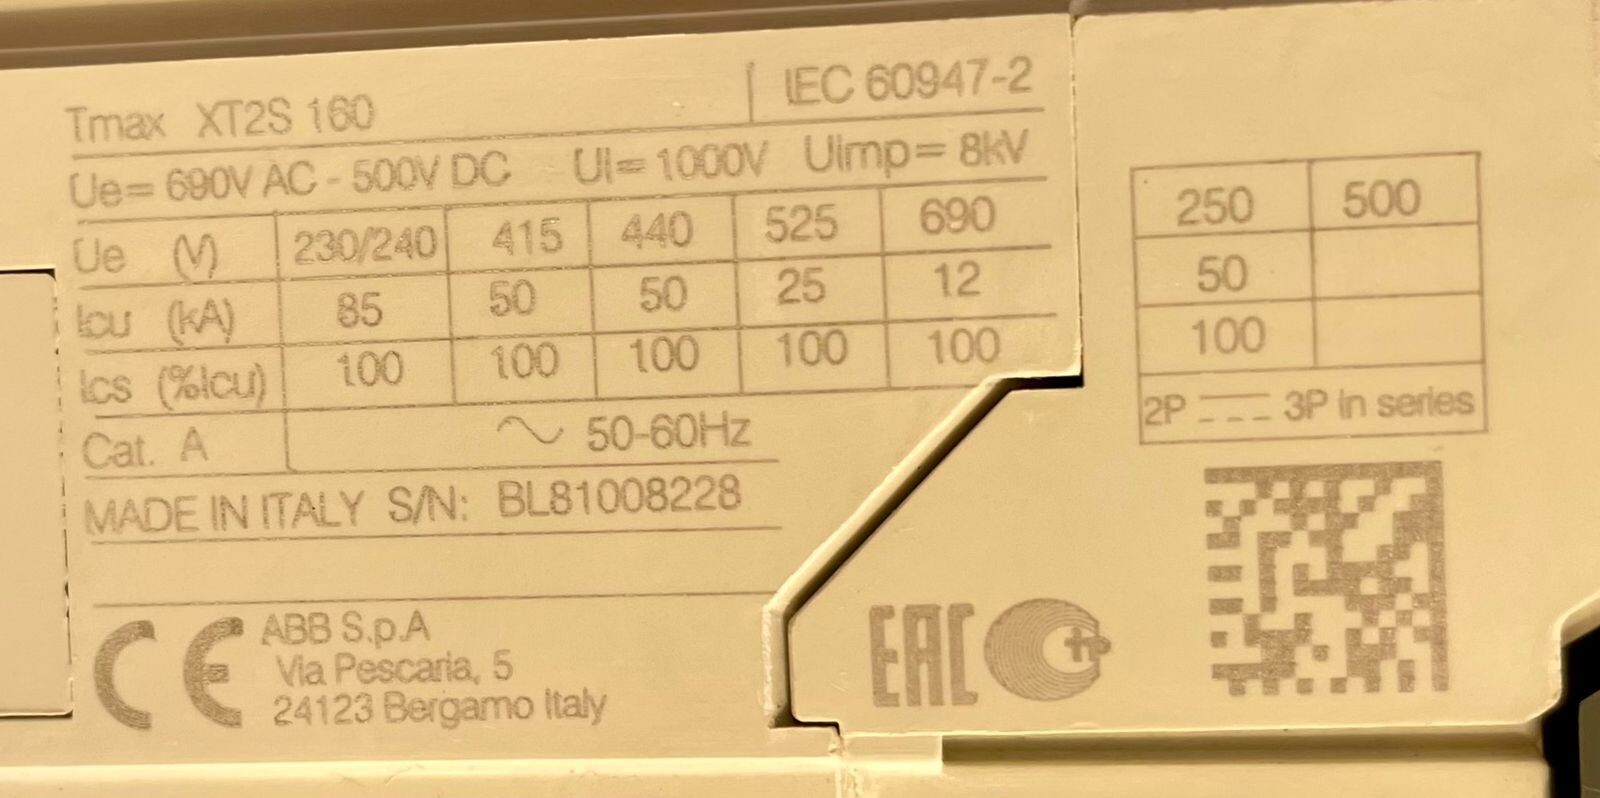 Tmax XT2S 160 IEC 60947-2
Ue= 690V AC - 500V DC Ui= 1000V Uimp= 8kV
Ue (V) 230/240 415 440 525 690
Icu (kA) 85 50 50 25 12
Ics (%Icu) 100 100 100 100 100
Cat. A ~ 50-60Hz
MADE IN ITALY S/N: BL81008228
CE
ABB S.p.A
Via Pescaria, 5
24123 Bergamo Italy
250 500
50
100
2P ⎓ 3P in series
EAC